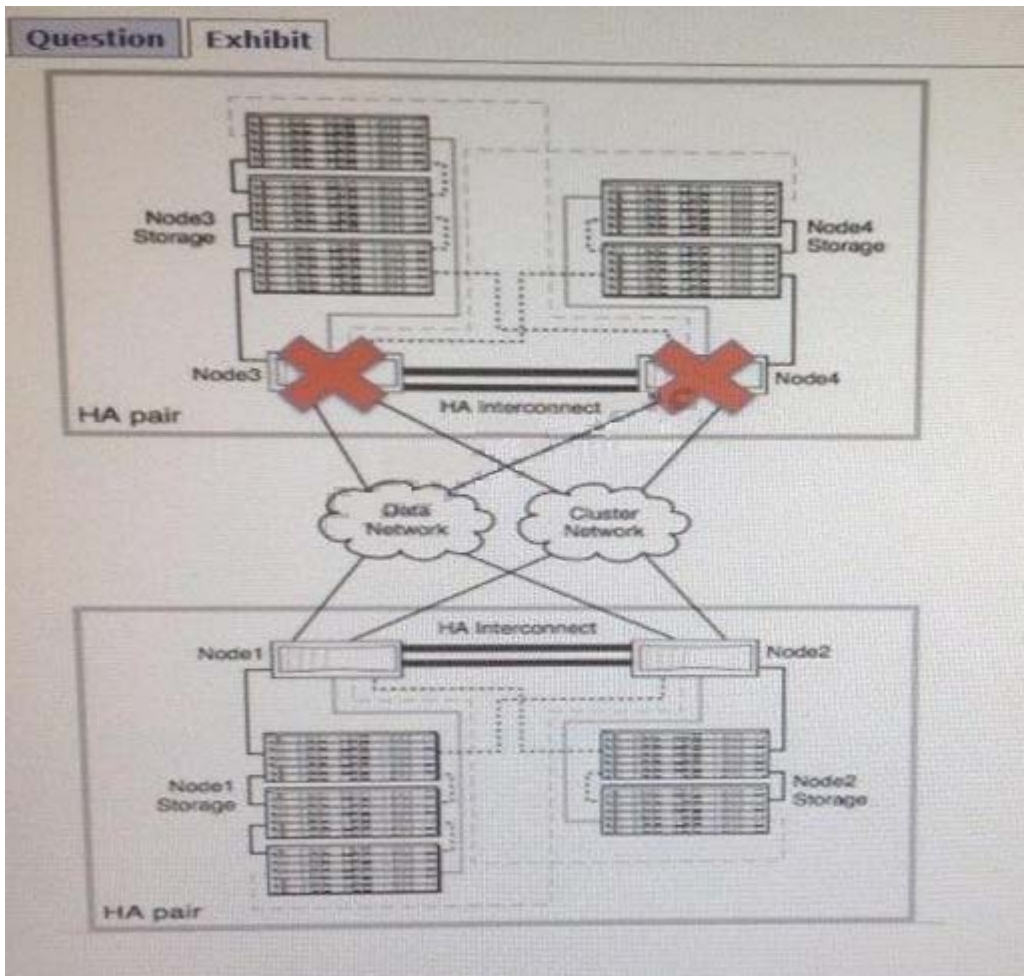 Question Exhibit
Node3
Storage
Node4
Storage
Node3
Node4
HA Interconnect
HA pair
Data
Network
Cluster
Network
HA Interconnect
Node1
Node2
Node1
Storage
Node2
Storage
HA pair